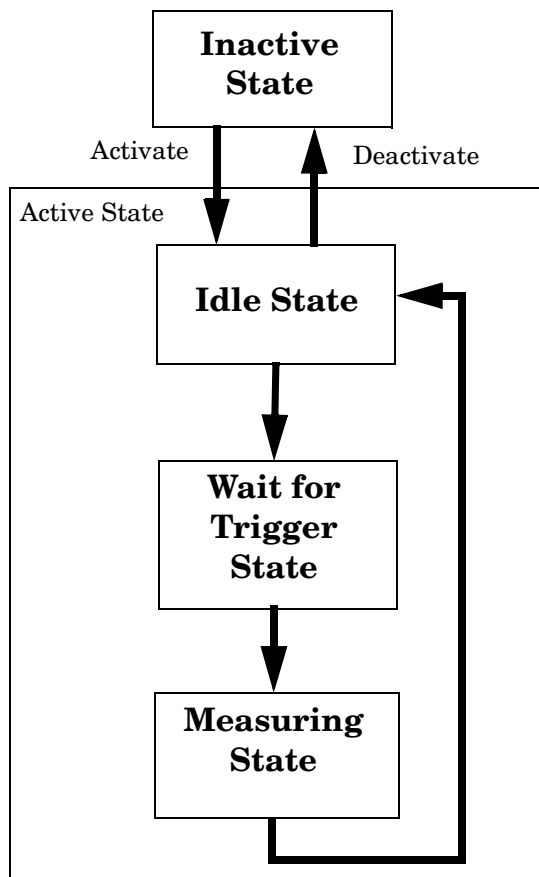 Inactive
State
Activate
Deactivate
Active State
Idle State
Wait for
Trigger
State
Measuring
State